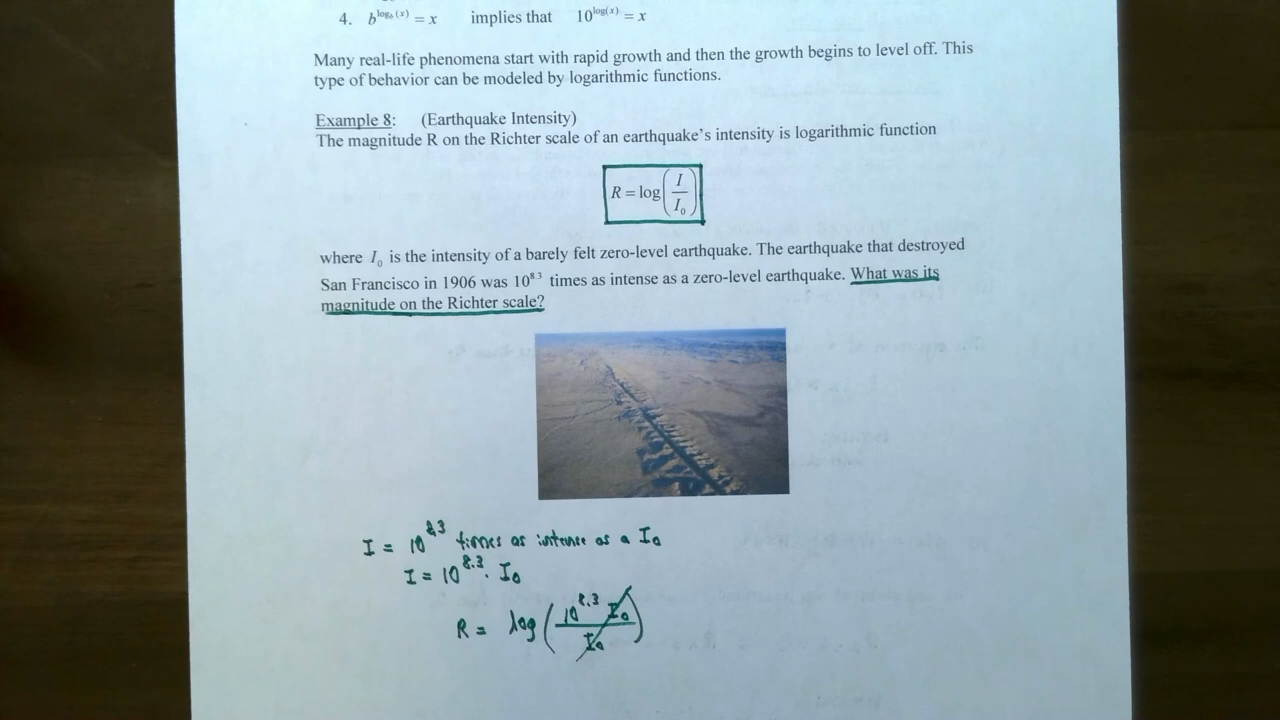 4. b^log_b(x) = x implies that 10^log(x) = x
Many real-life phenomena start with rapid growth and then the growth begins to level off. This
type of behavior can be modeled by logarithmic functions.
Example 8: (Earthquake Intensity)
The magnitude R on the Richter scale of an earthquake's intensity is logarithmic function
R = log(I/I₀)
where I₀ is the intensity of a barely felt zero-level earthquake. The earthquake that destroyed
San Francisco in 1906 was 10^8.3 times as intense as a zero-level earthquake. What was its
magnitude on the Richter scale?
I = 10^8.3 times as intense as a I₀
I = 10^8.3 · I₀
R = log(10^8.3 I₀/I₀)